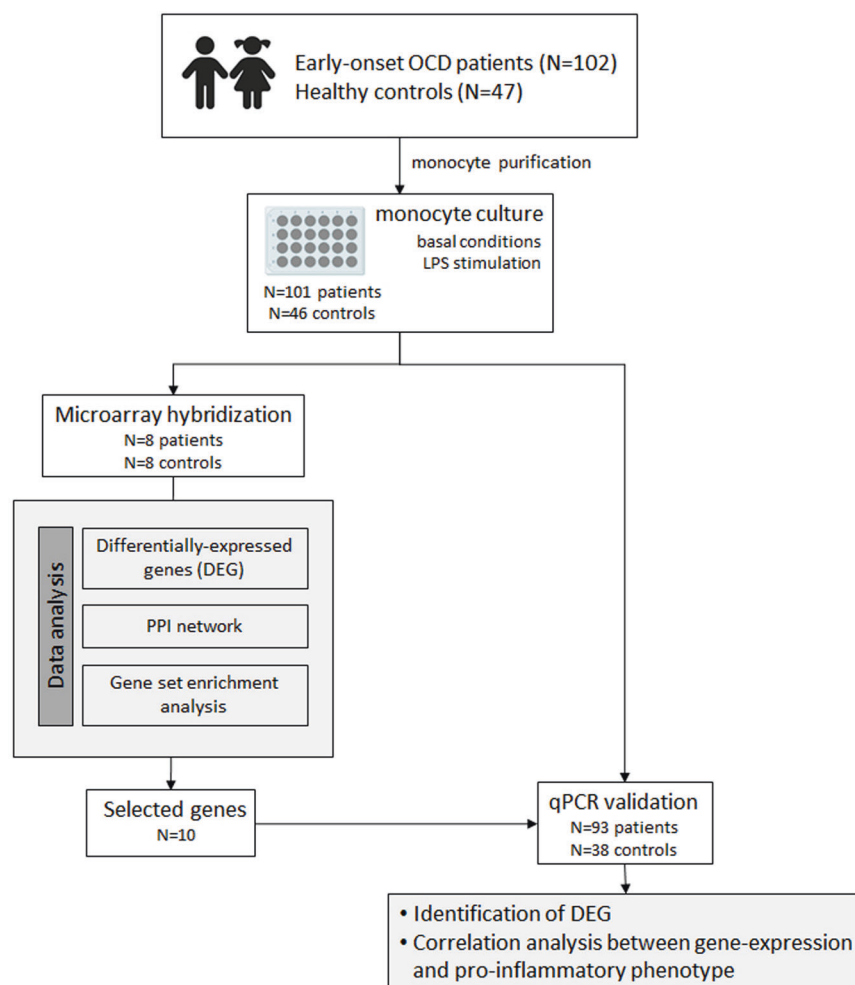 Early-onset OCD patients (N=102)
Healthy controls (N=47)
monocyte purification
monocyte culture
basal conditions
LPS stimulation
N=101 patients
N=46 controls
Microarray hybridization
N=8 patients
N=8 controls
Data analysis
Differentially-expressed
genes (DEG)
PPI network
Gene set enrichment
analysis
Selected genes
N=10
qPCR validation
N=93 patients
N=38 controls
• Identification of DEG
• Correlation analysis between gene-expression
and pro-inflammatory phenotype